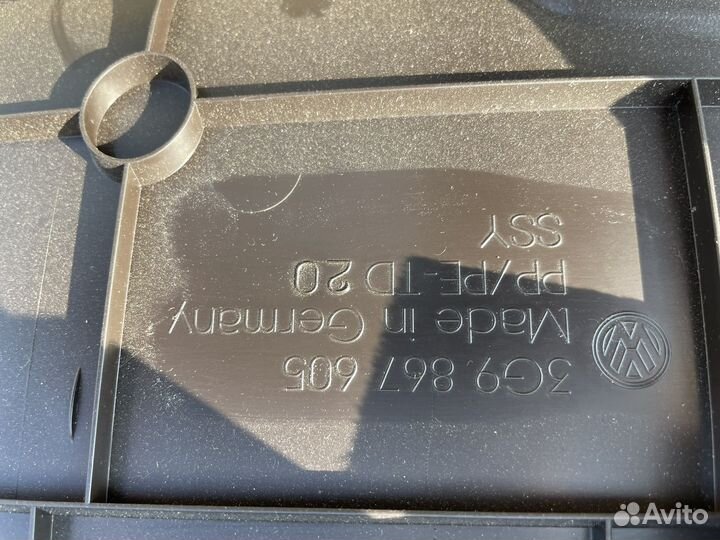 3G9.867 605
Made in Germany
PP/PE-TD 20
SSY
Avito